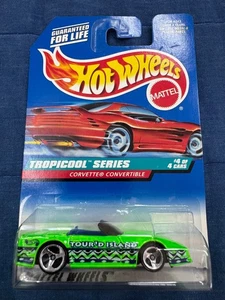 GUARANTEED
FOR LIFE
Hot Wheels
MATTEL
TROPICOOL SERIES
#4 OF
4 CARS
CORVETTE® CONVERTIBLE
TOUR'D ISLAND